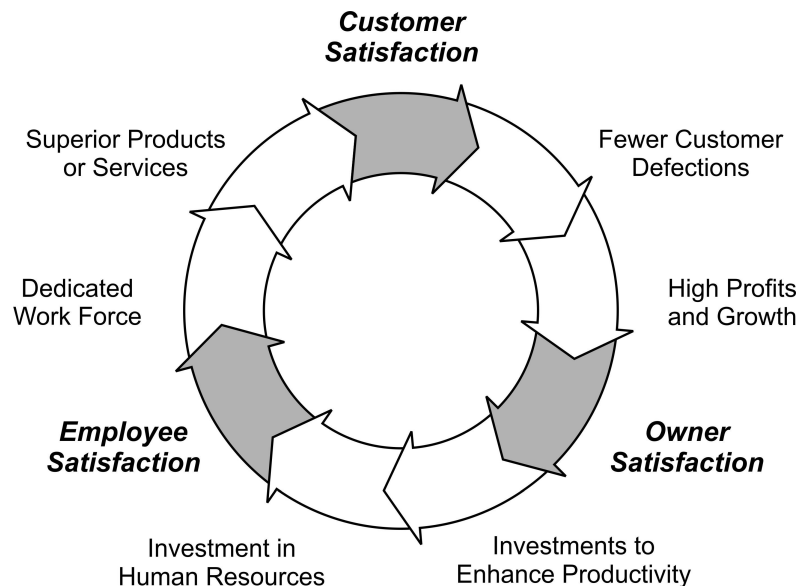 Customer
Satisfaction
Fewer Customer
Defections
High Profits
and Growth
Owner
Satisfaction
Investments to
Enhance Productivity
Investment in
Human Resources
Employee
Satisfaction
Dedicated
Work Force
Superior Products
or Services